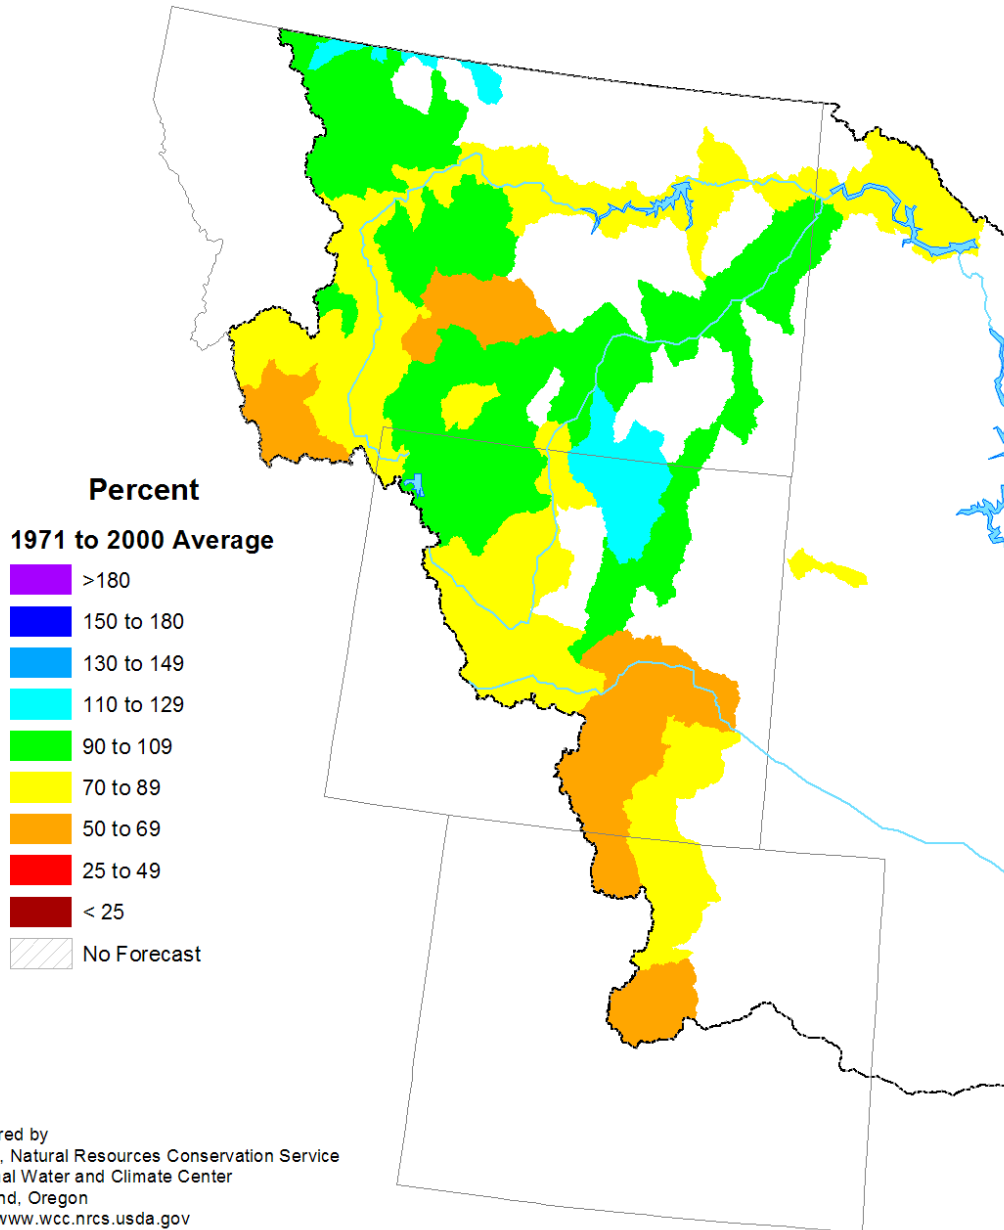 Percent
1971 to 2000 Average
>180
150 to 180
130 to 149
110 to 129
90 to 109
70 to 89
50 to 69
25 to 49
< 25
No Forecast
red by
, Natural Resources Conservation Service
al Water and Climate Center
nd, Oregon
www.wcc.nrcs.usda.gov